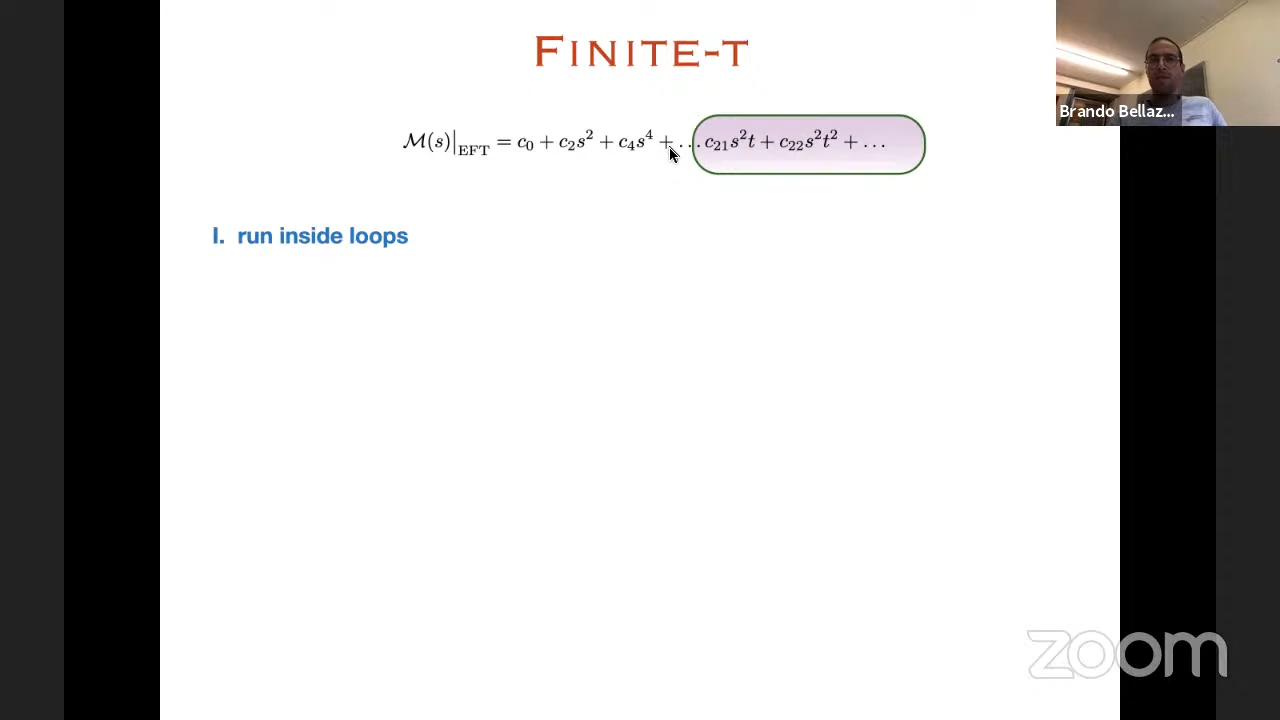 FINITE-T
Brando Bellaz...
M(s)|EFT = c₀ + c₂s² + c₄s⁴ + ... c₂₁s²t + c₂₂s²t² + ...
I. run inside loops
zoom